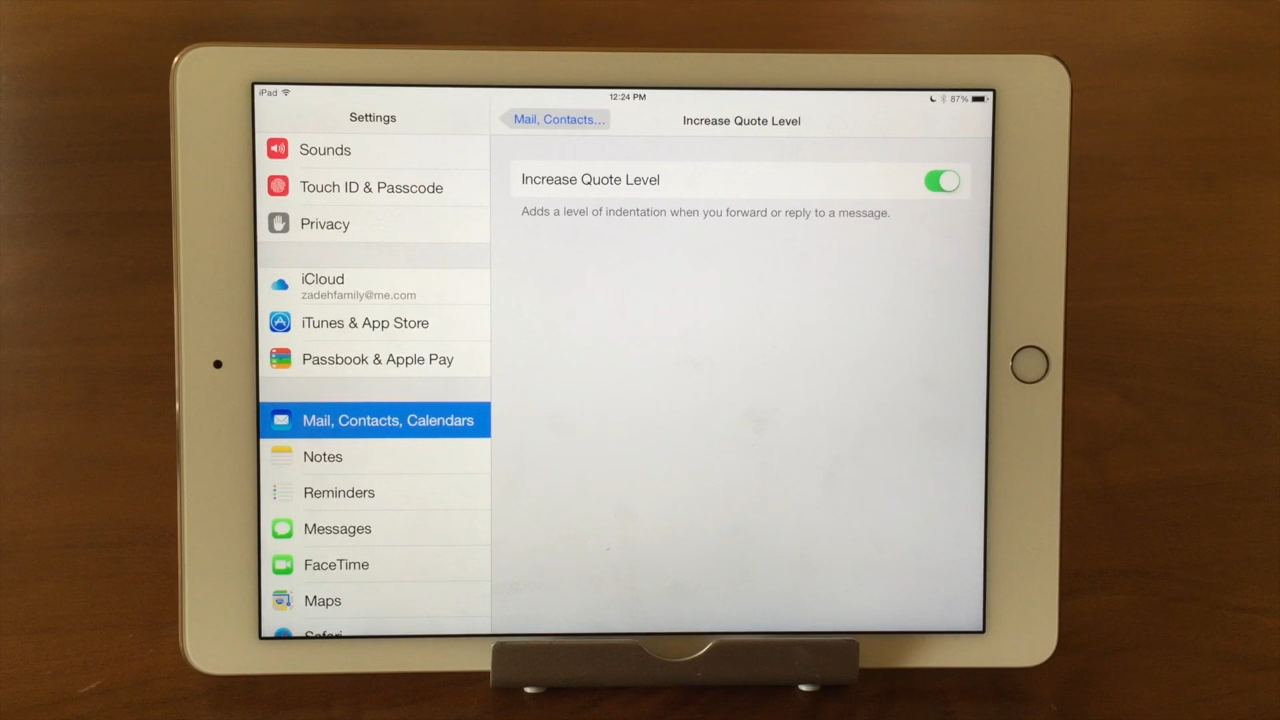 iPad
12:24 PM
87%
Settings
Mail, Contacts...
Increase Quote Level
Sounds
Touch ID & Passcode
Privacy
iCloud
zadehfamily@me.com
iTunes & App Store
Passbook & Apple Pay
Mail, Contacts, Calendars
Notes
Reminders
Messages
FaceTime
Maps
Safari
Increase Quote Level
Adds a level of indentation when you forward or reply to a message.